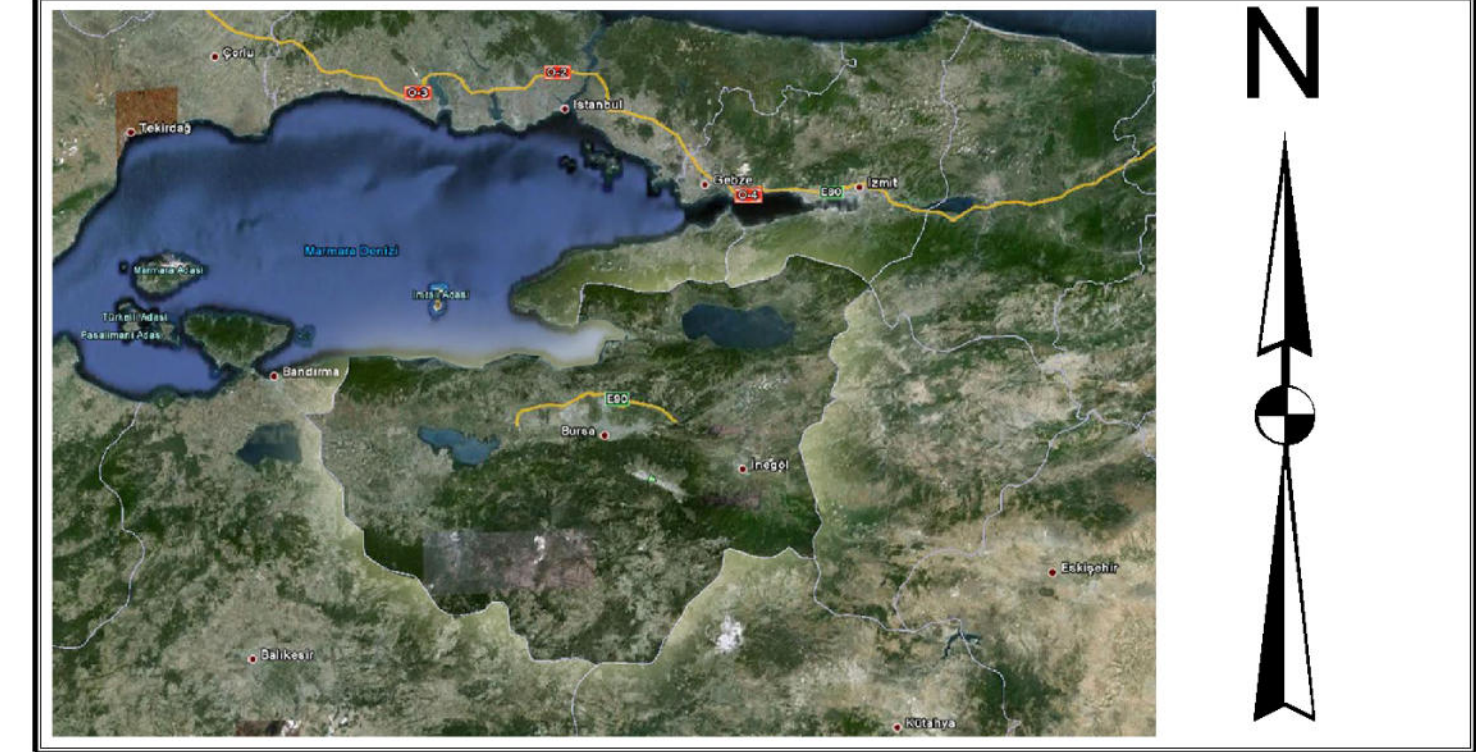 N
Çorlu
O-2
O-3
İstanbul
Tekirdağ
Gebze
O-4
E80
İzmit
Marmara Denizi
Marmara Adası
İmralı Adası
Türkeli Adası
Paşalimanı Adası
Bandırma
E90
Bursa
İnegöl
Eskişehir
Balıkesir
Kütahya